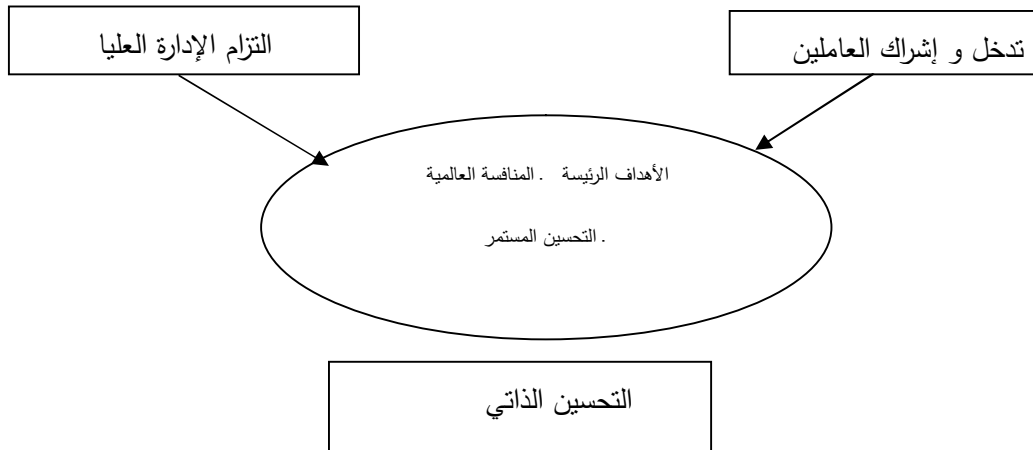 تدخل و إشراك العاملين
التزام الإدارة العليا
الأهداف الرئيسة . المنافسة العالمية
. التحسين المستمر
التحسين الذاتي